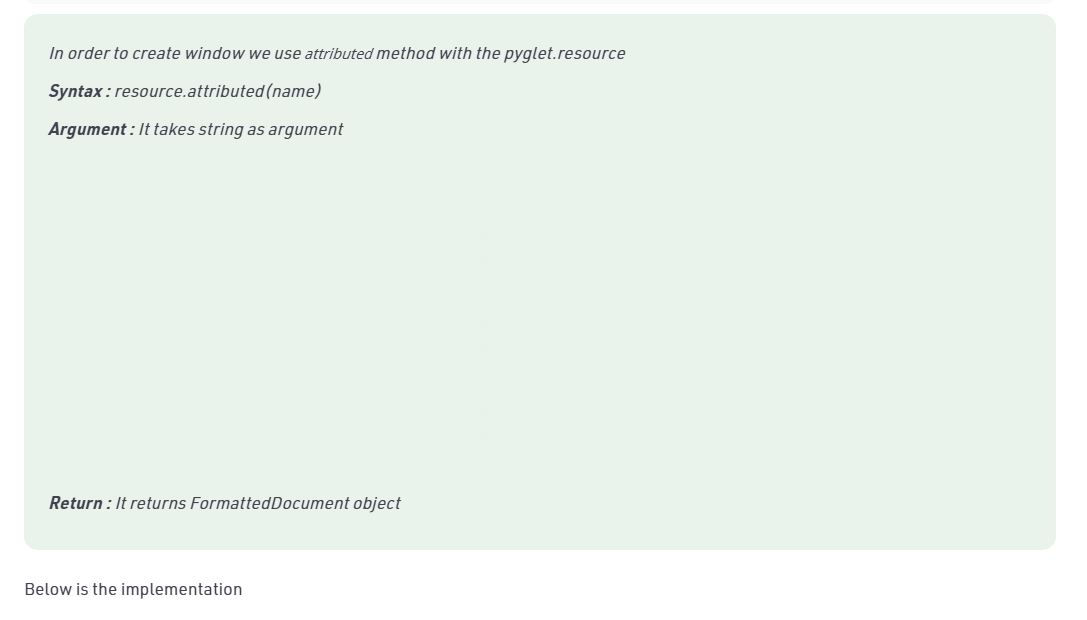 In order to create window we use attributed method with the pyglet.resource
Syntax : resource.attributed(name)
Argument : It takes string as argument
Return : It returns FormattedDocument object
Below is the implementation